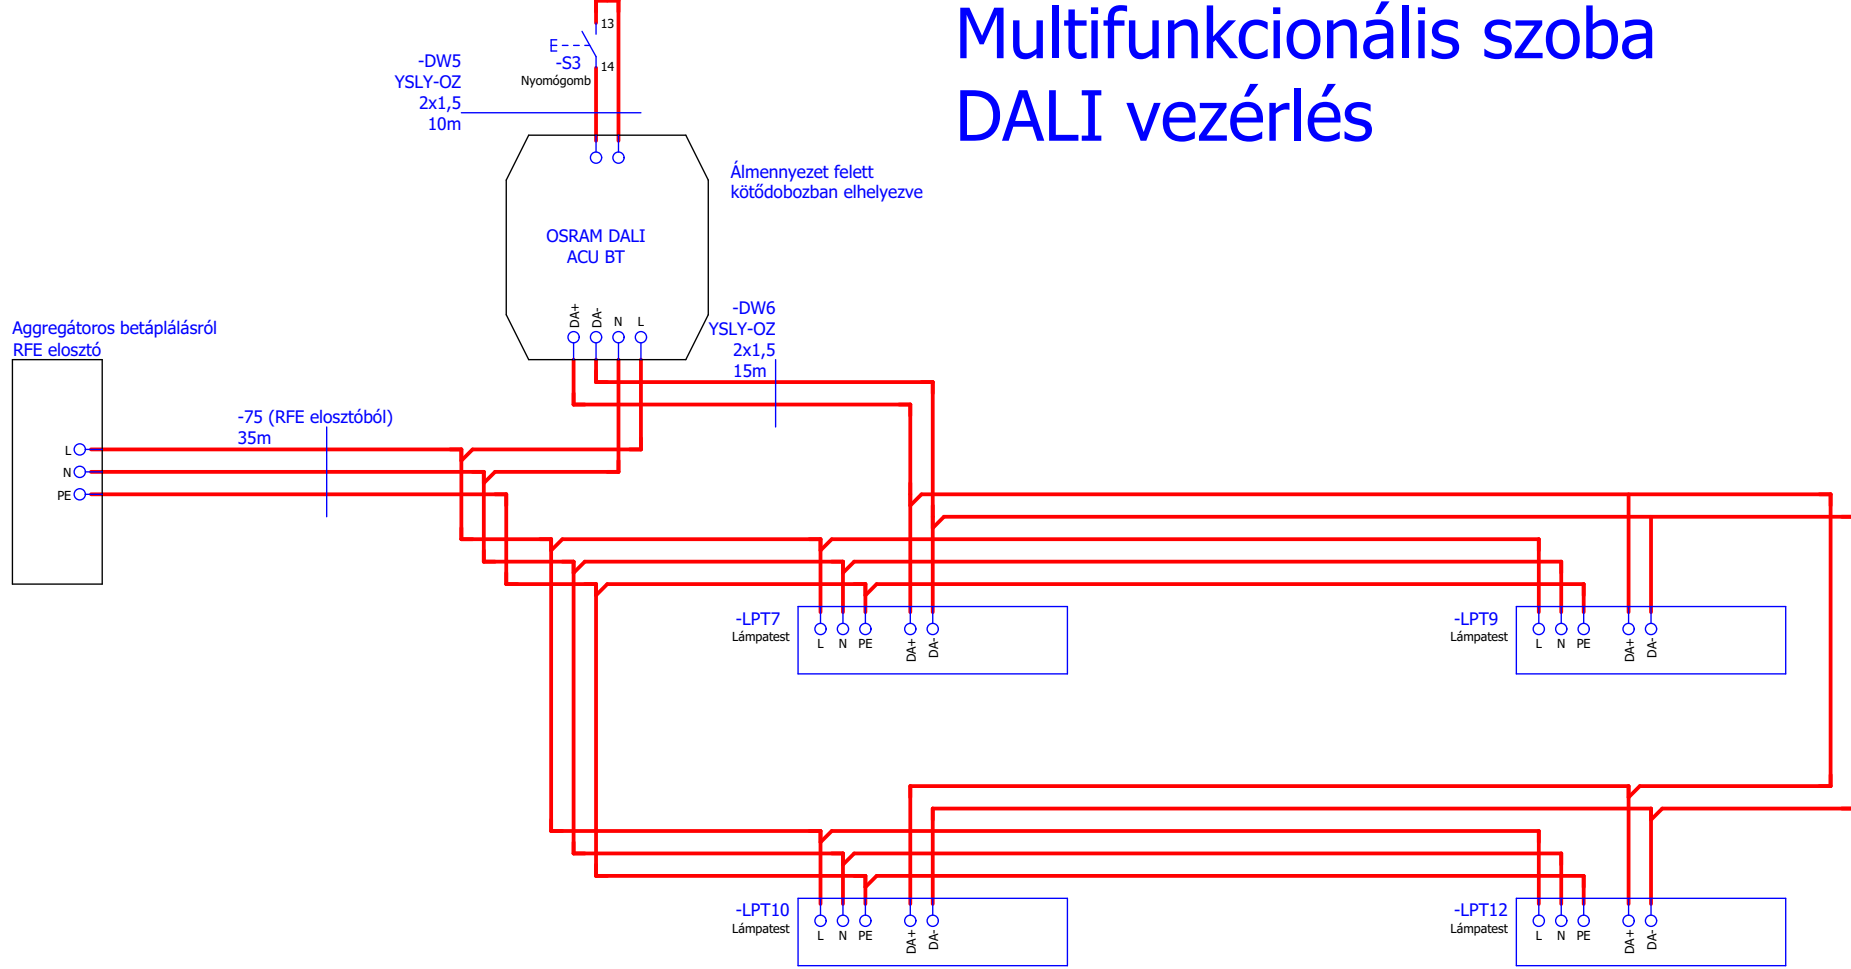 Multifunkcionális szoba
DALI vezérlés
13
E
-S3
14
Nyomógomb
-DW5
YSLY-OZ
2x1,5
10m
Álmennyezet felett
kötődobozban elhelyezve
OSRAM DALI
ACU BT
DA+
DA-
N
L
-DW6
YSLY-OZ
2x1,5
15m
Aggregátoros betáplálásról
RFE elosztó
-75 (RFE elosztóból)
35m
L
N
PE
-LPT7
Lámpatest
L
N
PE
DA+
DA-
-LPT9
Lámpatest
L
N
PE
DA+
DA-
-LPT10
Lámpatest
L
N
PE
DA+
DA-
-LPT12
Lámpatest
L
N
PE
DA+
DA-